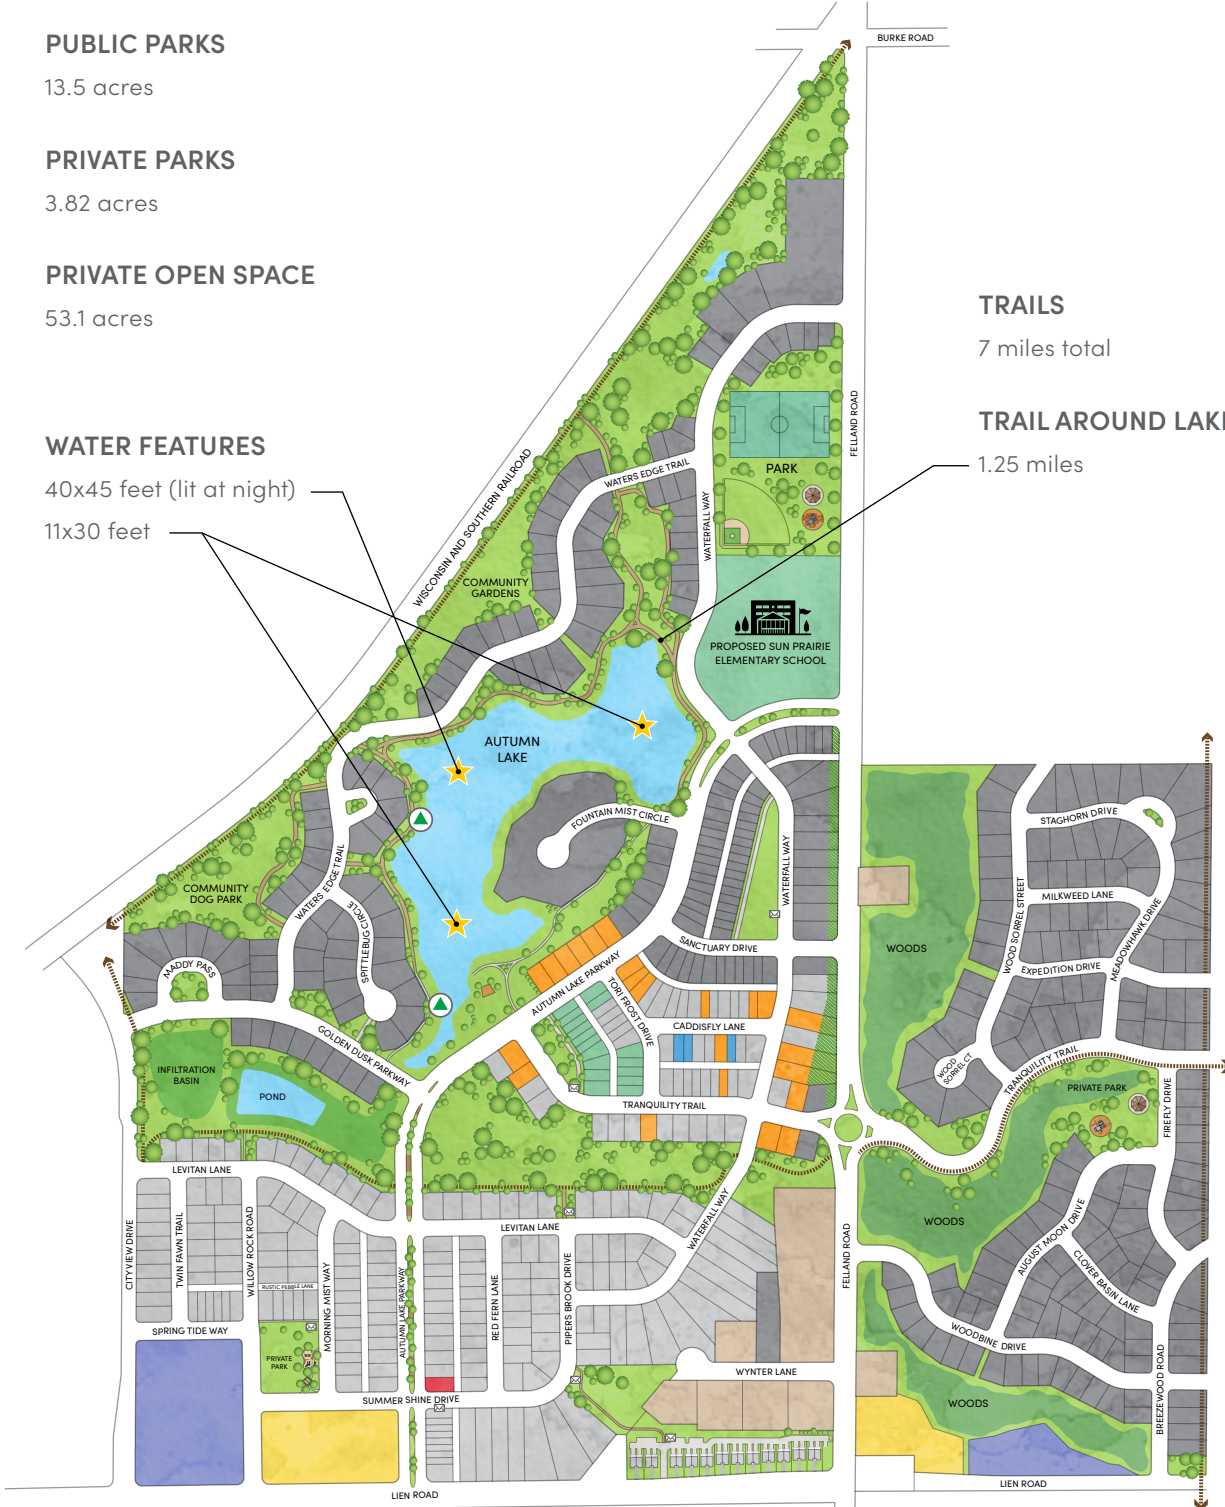 PUBLIC PARKS
13.5 acres
PRIVATE PARKS
3.82 acres
PRIVATE OPEN SPACE
53.1 acres
WATER FEATURES
40x45 feet (lit at night)
11x30 feet
TRAILS
7 miles total
TRAIL AROUND LAKE
1.25 miles
BURKE ROAD
FELLAND ROAD
WISCONSIN AND SOUTHERN RAILROAD
WATERS EDGE TRAIL
WATERFALL WAY
PARK
COMMUNITY
GARDENS
PROPOSED SUN PRAIRIE
ELEMENTARY SCHOOL
AUTUMN
LAKE
FOUNTAIN MIST CIRCLE
WATERFALL WAY
COMMUNITY
DOG PARK
WATERS EDGE TRAIL
SPITTLEBUG CIRCLE
MADDY PASS
SANCTUARY DRIVE
AUTUMN LAKE PARKWAY
TORI FROST DRIVE
CADDISFLY LANE
GOLDEN DUSK PARKWAY
TRANQUILITY TRAIL
INFILTRATION
BASIN
POND
STAGHORN DRIVE
MILKWEED LANE
WOOD SORREL STREET
MEADOWHAWK DRIVE
EXPEDITION DRIVE
WOODS
WOOD
SORREL CT
TRANQUILITY TRAIL
PRIVATE PARK
FIREFLY DRIVE
LEVITAN LANE
CITY VIEW DRIVE
TWIN FAWN TRAIL
WILLOW ROCK ROAD
RUSTIC PEBBLE LANE
MORNING MIST WAY
AUTUMN LAKE PARKWAY
LEVITAN LANE
RED FERN LANE
PIPERS BROOK DRIVE
WATERFALL WAY
FELLAND ROAD
WOODS
AUGUST MOON DRIVE
CLOVER BASIN LANE
WOODBINE DRIVE
BREEZEWOOD ROAD
SPRING TIDE WAY
PRIVATE
PARK
SUMMER SHINE DRIVE
WYNTER LANE
WOODS
LIEN ROAD
LIEN ROAD